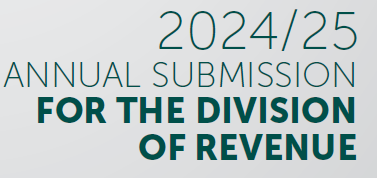 2024/25
ANNUAL SUBMISSION
FOR THE DIVISION
OF REVENUE